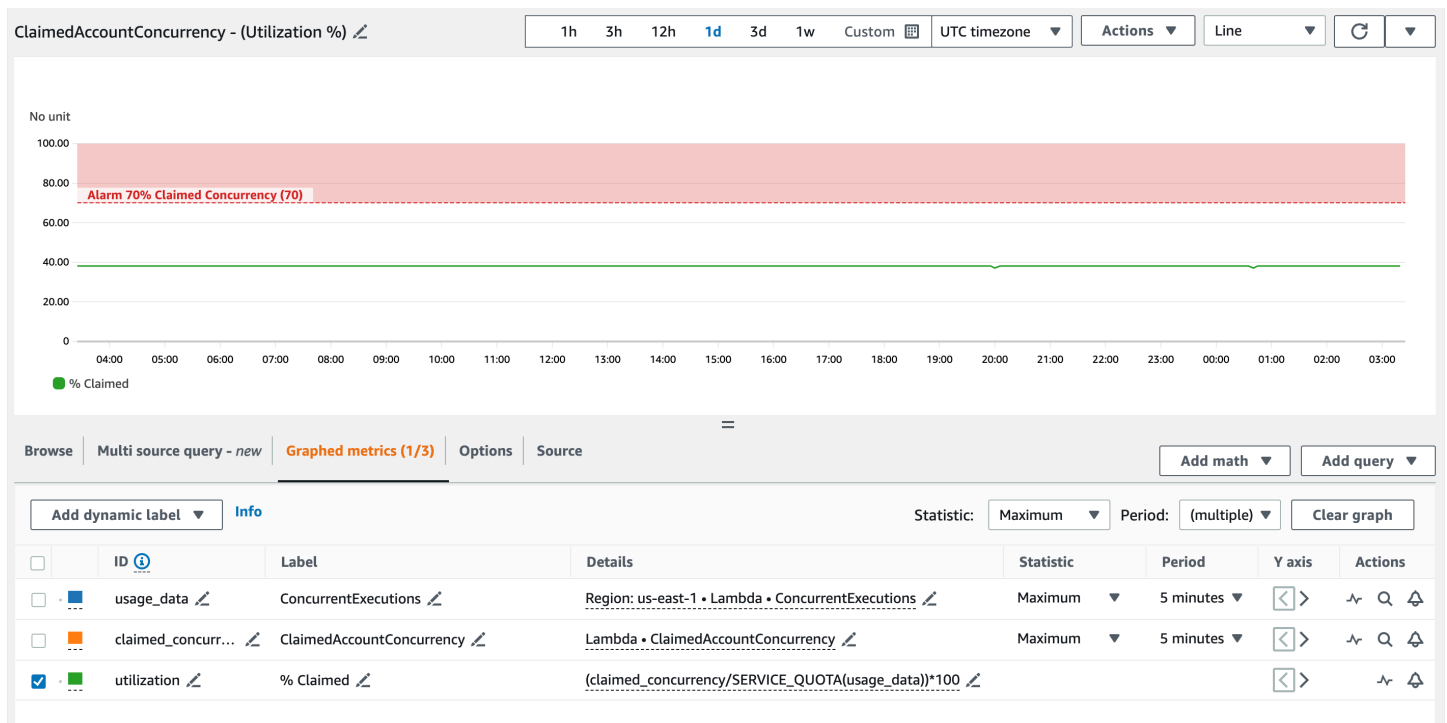 ClaimedAccountConcurrency - (Utilization %)
1h 3h 12h 1d 3d 1w Custom UTC timezone Actions Line
No unit
100.00
80.00
Alarm 70% Claimed Concurrency (70)
60.00
40.00
20.00
0
04:00 05:00 06:00 07:00 08:00 09:00 10:00 11:00 12:00 13:00 14:00 15:00 16:00 17:00 18:00 19:00 20:00 21:00 22:00 23:00 00:00 01:00 02:00 03:00
% Claimed
Browse Multi source query - new Graphed metrics (1/3) Options Source
Add math Add query
Add dynamic label Info Statistic: Maximum Period: (multiple) Clear graph
ID Label Details Statistic Period Y axis Actions
usage_data ConcurrentExecutions Region: us-east-1 • Lambda • ConcurrentExecutions Maximum 5 minutes
claimed_concurr... ClaimedAccountConcurrency Lambda • ClaimedAccountConcurrency Maximum 5 minutes
utilization % Claimed (claimed_concurrency/SERVICE_QUOTA(usage_data))*100